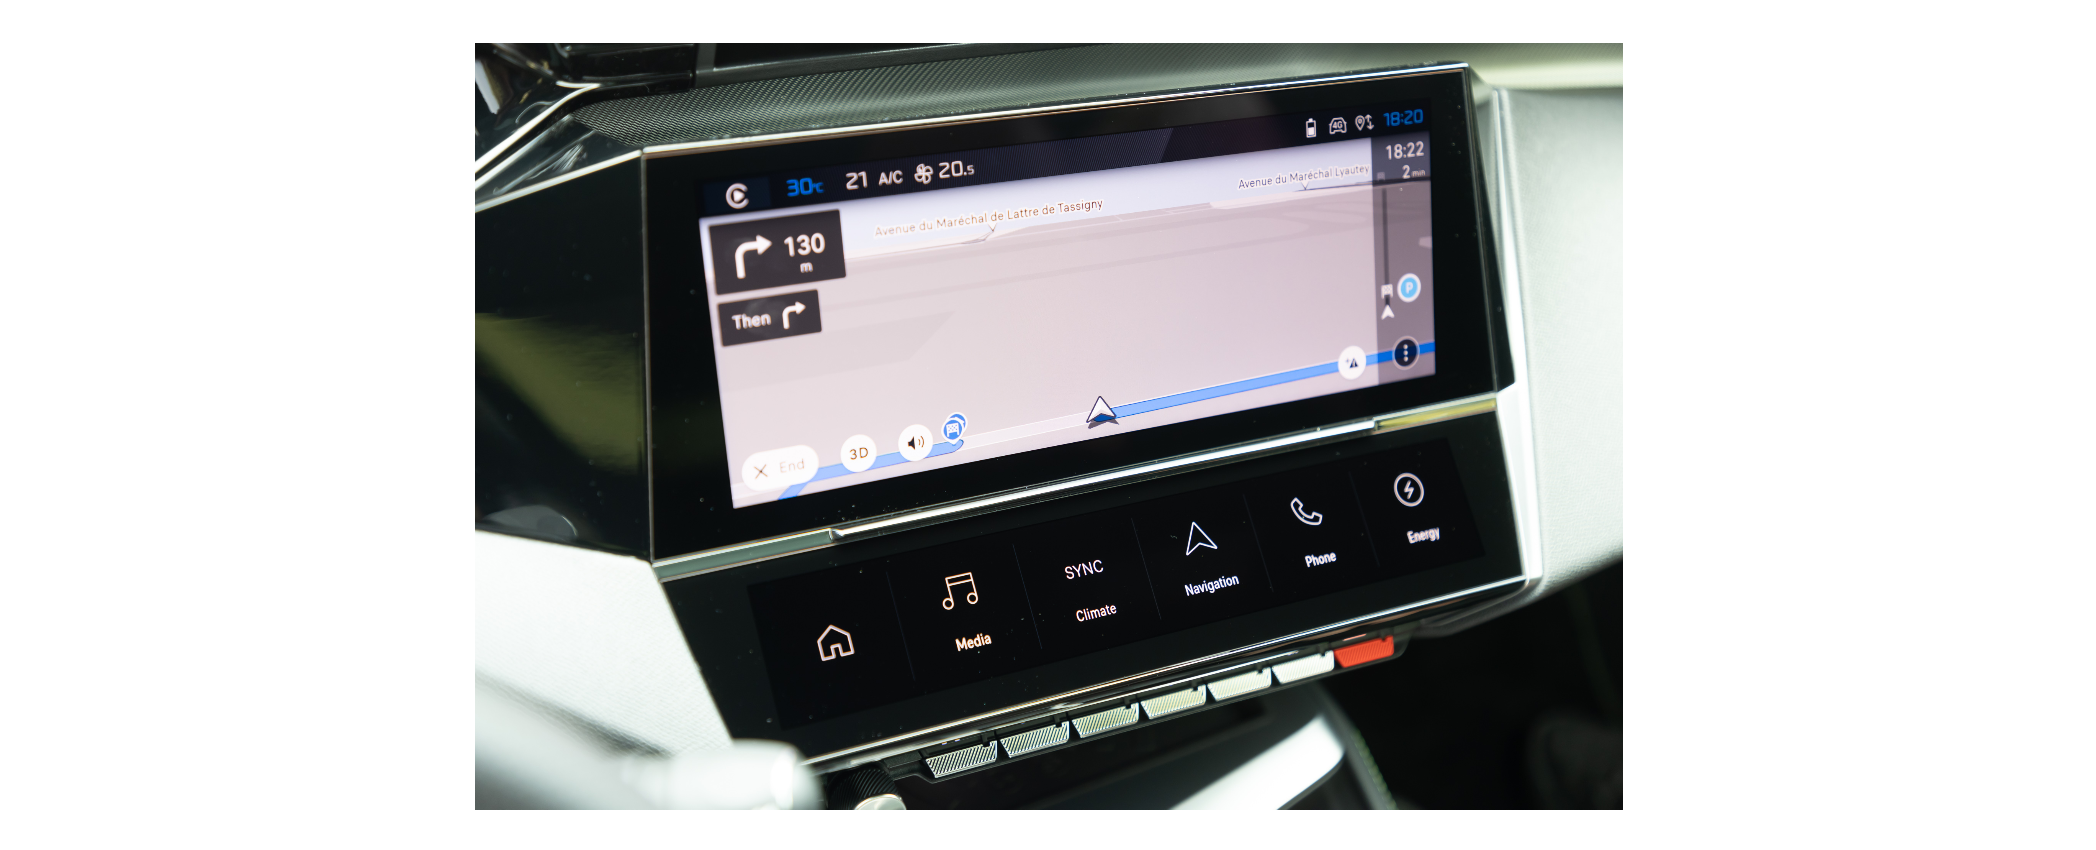 30°C 21 A/C 20.5 4G 18:20
18:22
2 min
Avenue du Maréchal Lyautey
Avenue du Maréchal de Lattre de Tassigny
130
m
Then
P
End 3D
SYNC
Media Climate Navigation Phone Energy